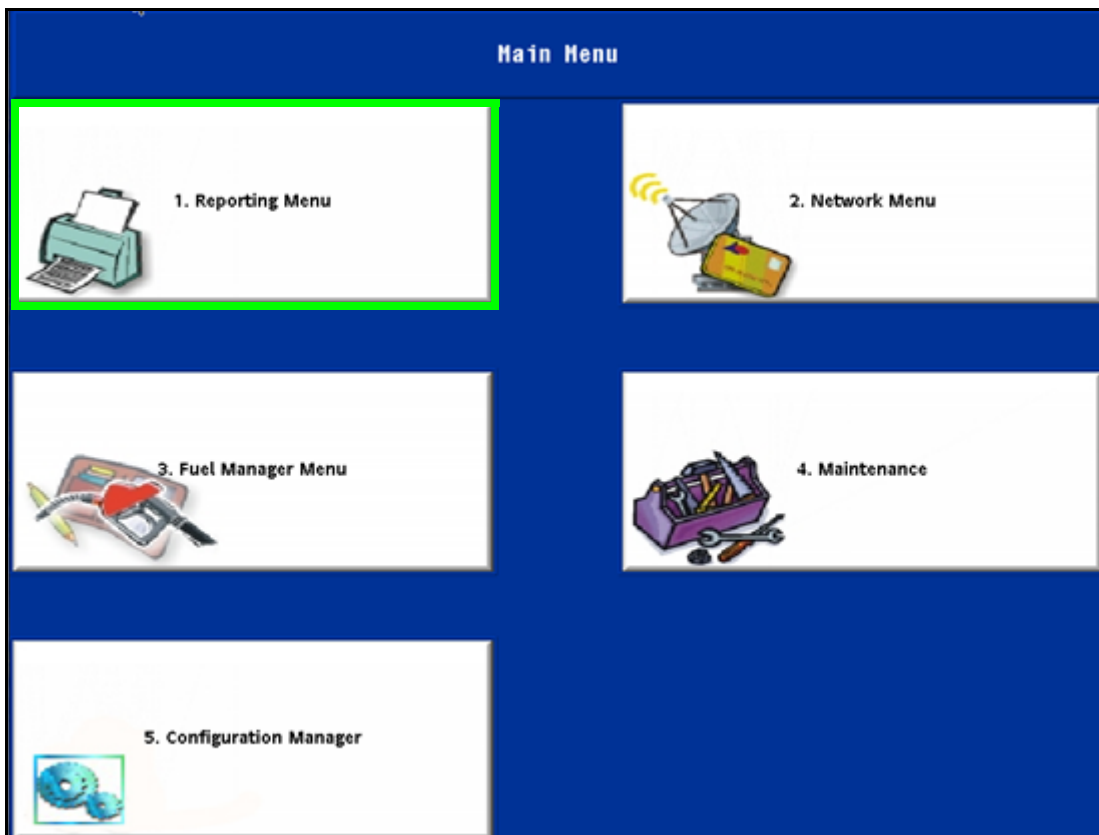 Main Menu
1. Reporting Menu
2. Network Menu
3. Fuel Manager Menu
4. Maintenance
5. Configuration Manager